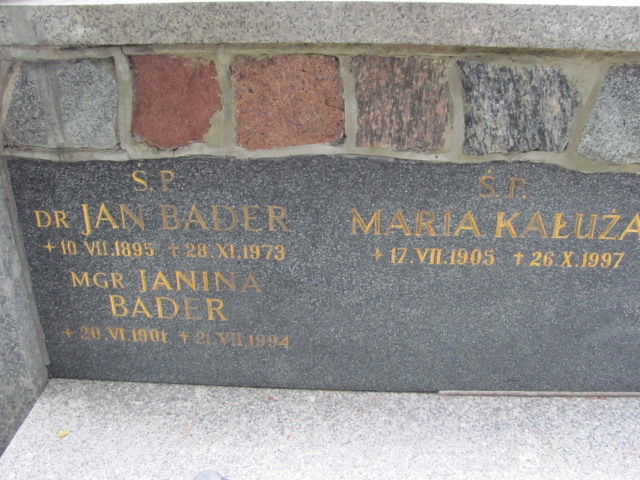 Ś.P.
DR JAN BADER
+ 10 VII.1895 + 28.XI.1973
MGR JANINA
BADER
+ 20.VI.1901 + 21.VII.1994
Ś.P.
MARIA KAŁUŻA
+ 17.VII.1905 + 26 X.1997